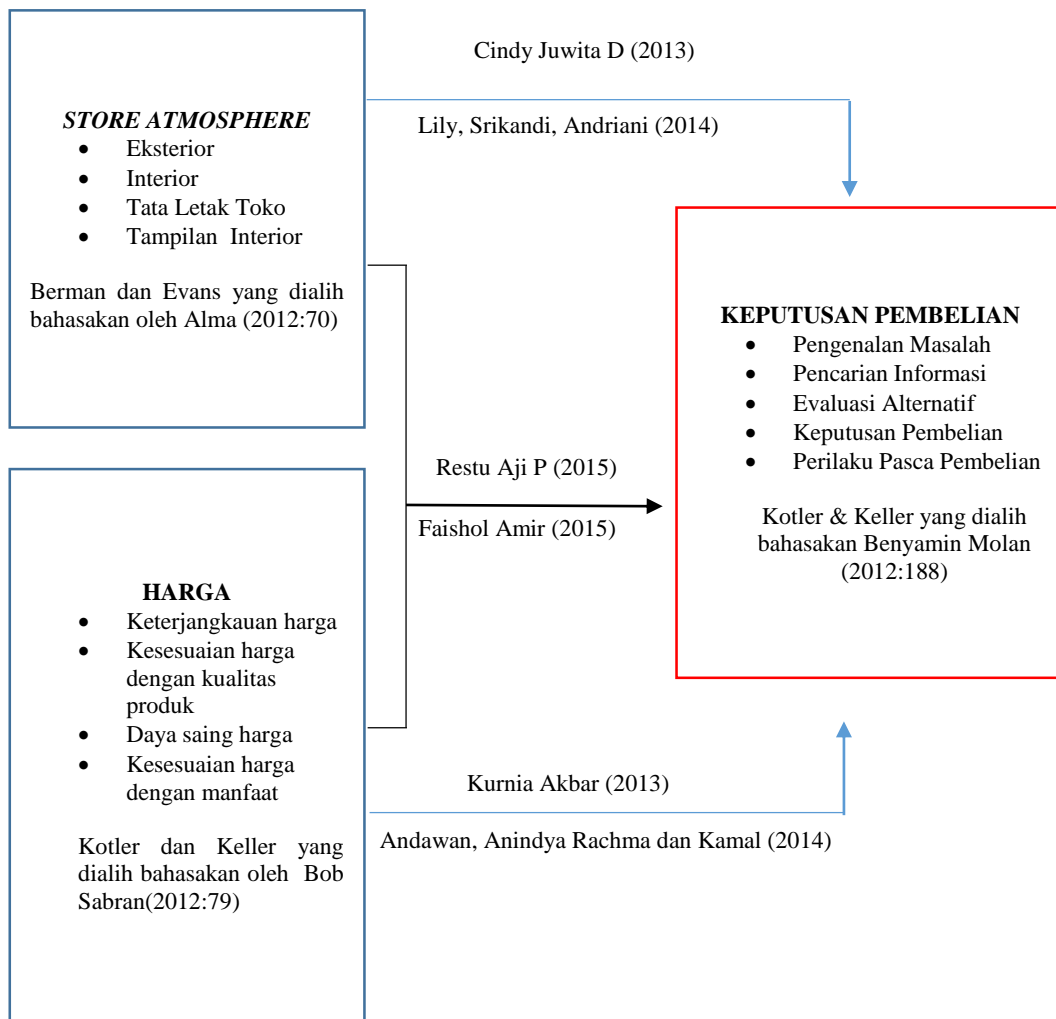 Cindy Juwita D (2013)
Lily, Srikandi, Andriani (2014)
STORE ATMOSPHERE
• Eksterior
• Interior
• Tata Letak Toko
• Tampilan Interior
Berman dan Evans yang dialih
bahasakan oleh Alma (2012:70)
KEPUTUSAN PEMBELIAN
• Pengenalan Masalah
• Pencarian Informasi
• Evaluasi Alternatif
• Keputusan Pembelian
• Perilaku Pasca Pembelian
Kotler & Keller yang dialih
bahasakan Benyamin Molan
(2012:188)
Restu Aji P (2015)
Faishol Amir (2015)
HARGA
• Keterjangkauan harga
• Kesesuaian harga
dengan kualitas
produk
• Daya saing harga
• Kesesuaian harga
dengan manfaat
Kotler dan Keller yang
dialih bahasakan oleh Bob
Sabran(2012:79)
Kurnia Akbar (2013)
Andawan, Anindya Rachma dan Kamal (2014)